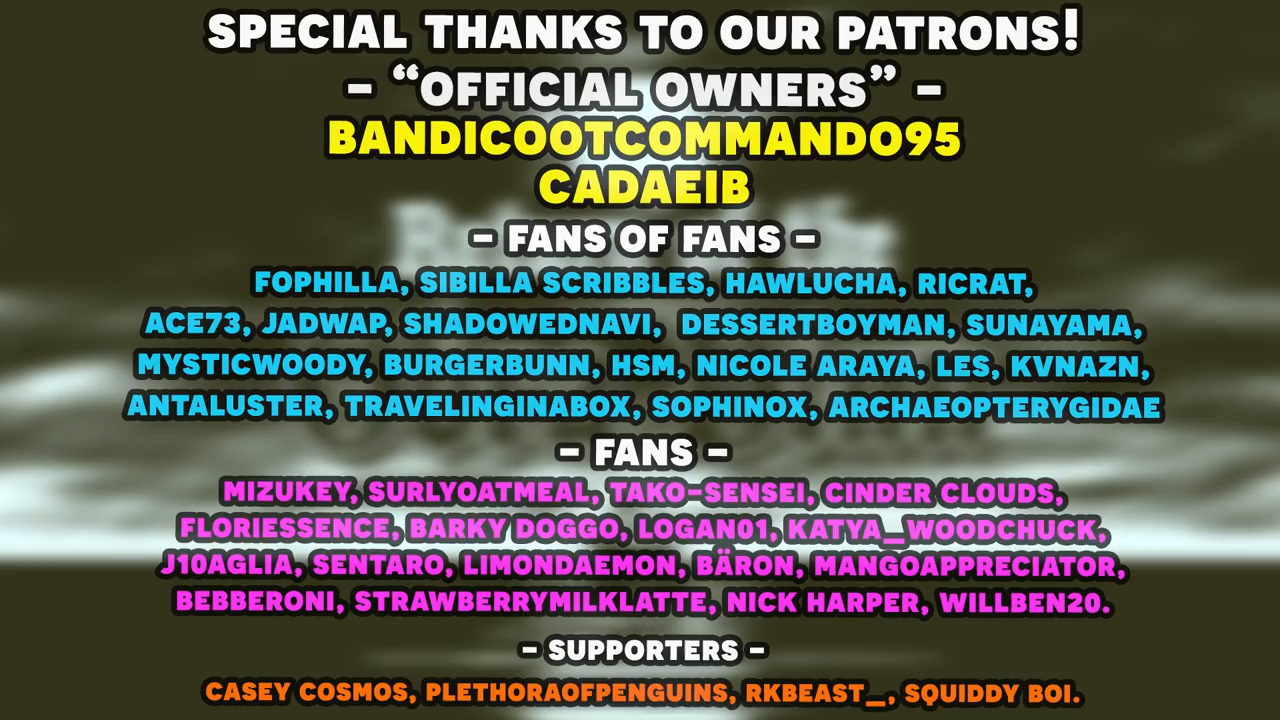 SPECIAL THANKS TO OUR PATRONS!
- “OFFICIAL OWNERS” -
BANDICOOTCOMMANDO95
CADAEIB
- FANS OF FANS -
FOPHILLA, SIBILLA SCRIBBLES, HAWLUCHA, RICRAT,
ACE73, JADWAP, SHADOWEDNAVI, DESSERTBOYMAN, SUNAYAMA,
MYSTICWOODY, BURGERBUNN, HSM, NICOLE ARAYA, LES, KVNAZN,
ANTALUSTER, TRAVELINGINABOX, SOPHINOX, ARCHAEOPTERYGIDAE
- FANS -
MIZUKEY, SURLYOATMEAL, TAKO-SENSEI, CINDER CLOUDS,
FLORIESSENCE, BARKY DOGGO, LOGAN01, KATYA_WOODCHUCK,
J10AGLIA, SENTARO, LIMONDAEMON, BÄRON, MANGOAPPRECIATOR,
BEBBERONI, STRAWBERRYMILKLATTE, NICK HARPER, WILLBEN20.
- SUPPORTERS -
CASEY COSMOS, PLETHORAOFPENGUINS, RKBEAST_, SQUIDDY BOI.